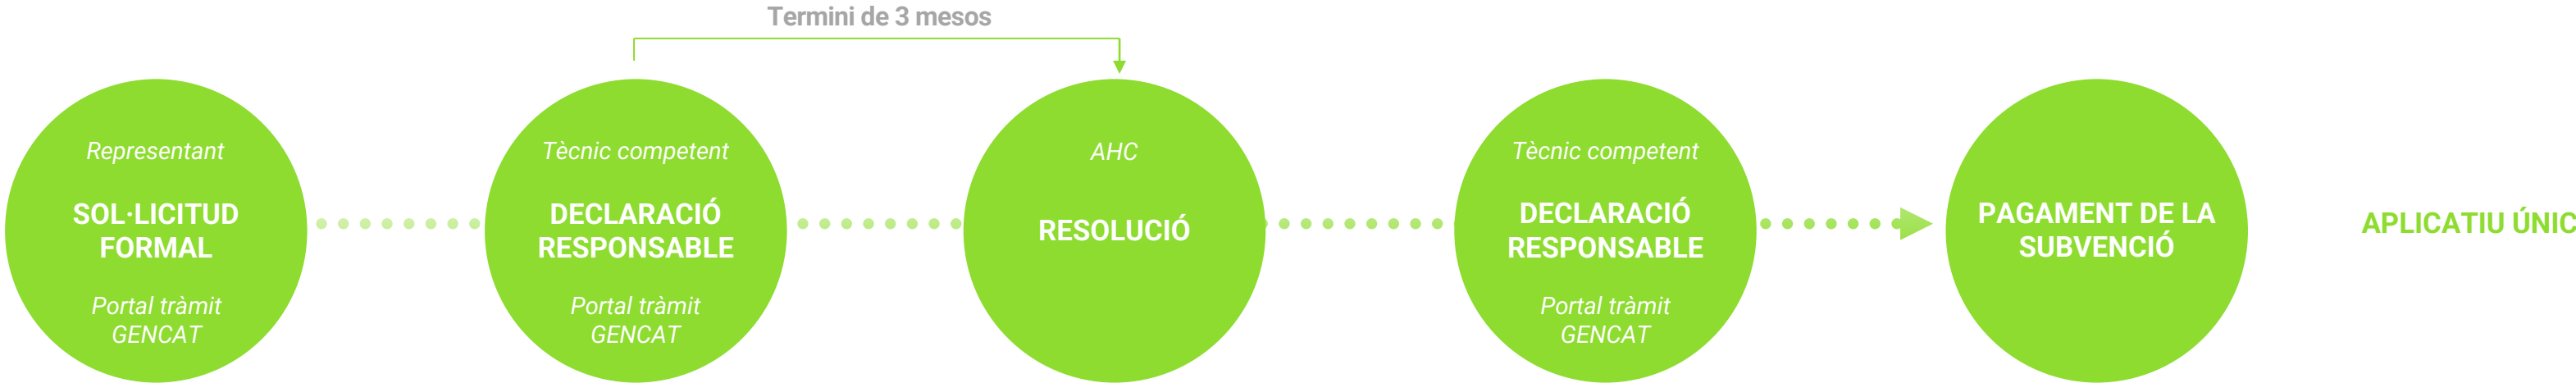 Termini de 3 mesos
Representant
SOL·LICITUD
FORMAL
Portal tràmit
GENCAT
Tècnic competent
DECLARACIÓ
RESPONSABLE
Portal tràmit
GENCAT
AHC
RESOLUCIÓ
Tècnic competent
DECLARACIÓ
RESPONSABLE
Portal tràmit
GENCAT
PAGAMENT DE LA
SUBVENCIÓ
APLICATIU ÚNIC